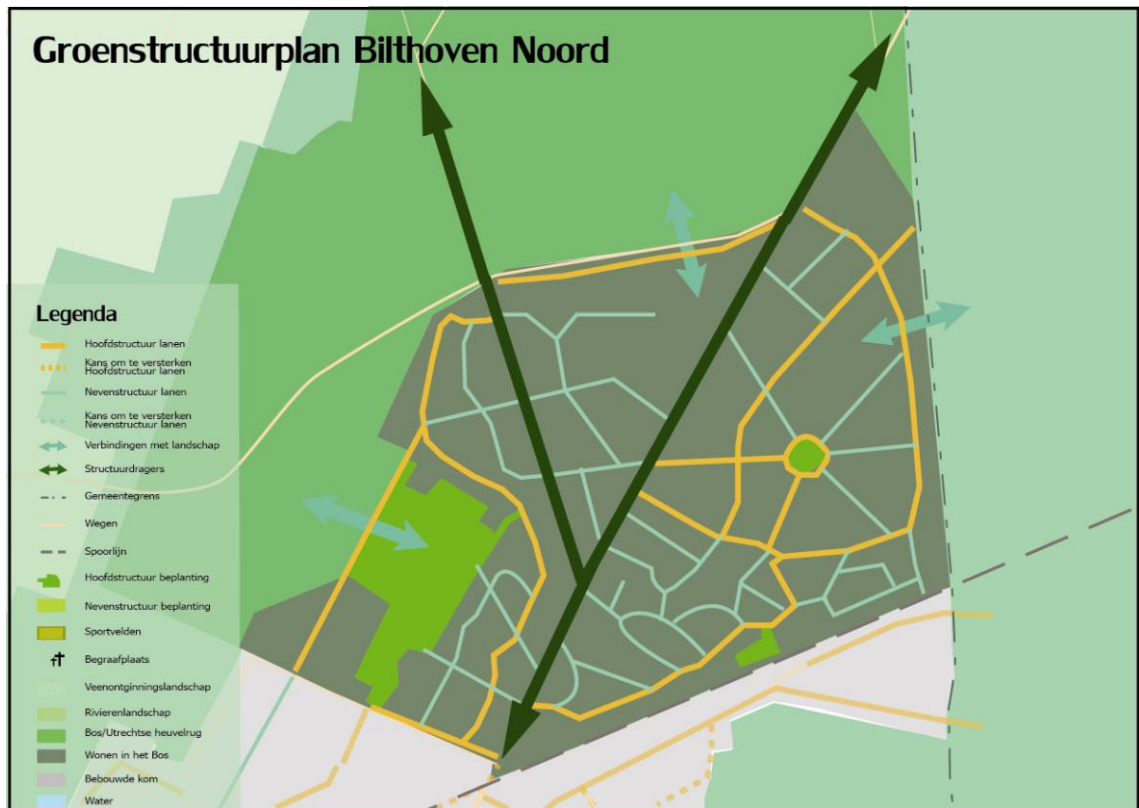 Groenstructuurplan Bilthoven Noord
Legenda
Hoofdstructuur lanen
Kans om te versterken
Hoofdstructuur lanen
Nevenstructuur lanen
Kans om te versterken
Nevenstructuur lanen
Verbindingen met landschap
Structuurdragers
Gemeentegrens
Wegen
Spoorlijn
Hoofdstructuur beplanting
Nevenstructuur beplanting
Sportvelden
Begraafplaats
Veenontginningslandschap
Rivierenlandschap
Bos/Utrechtse heuvelrug
Wonen in het Bos
Bebouwde kom
Water